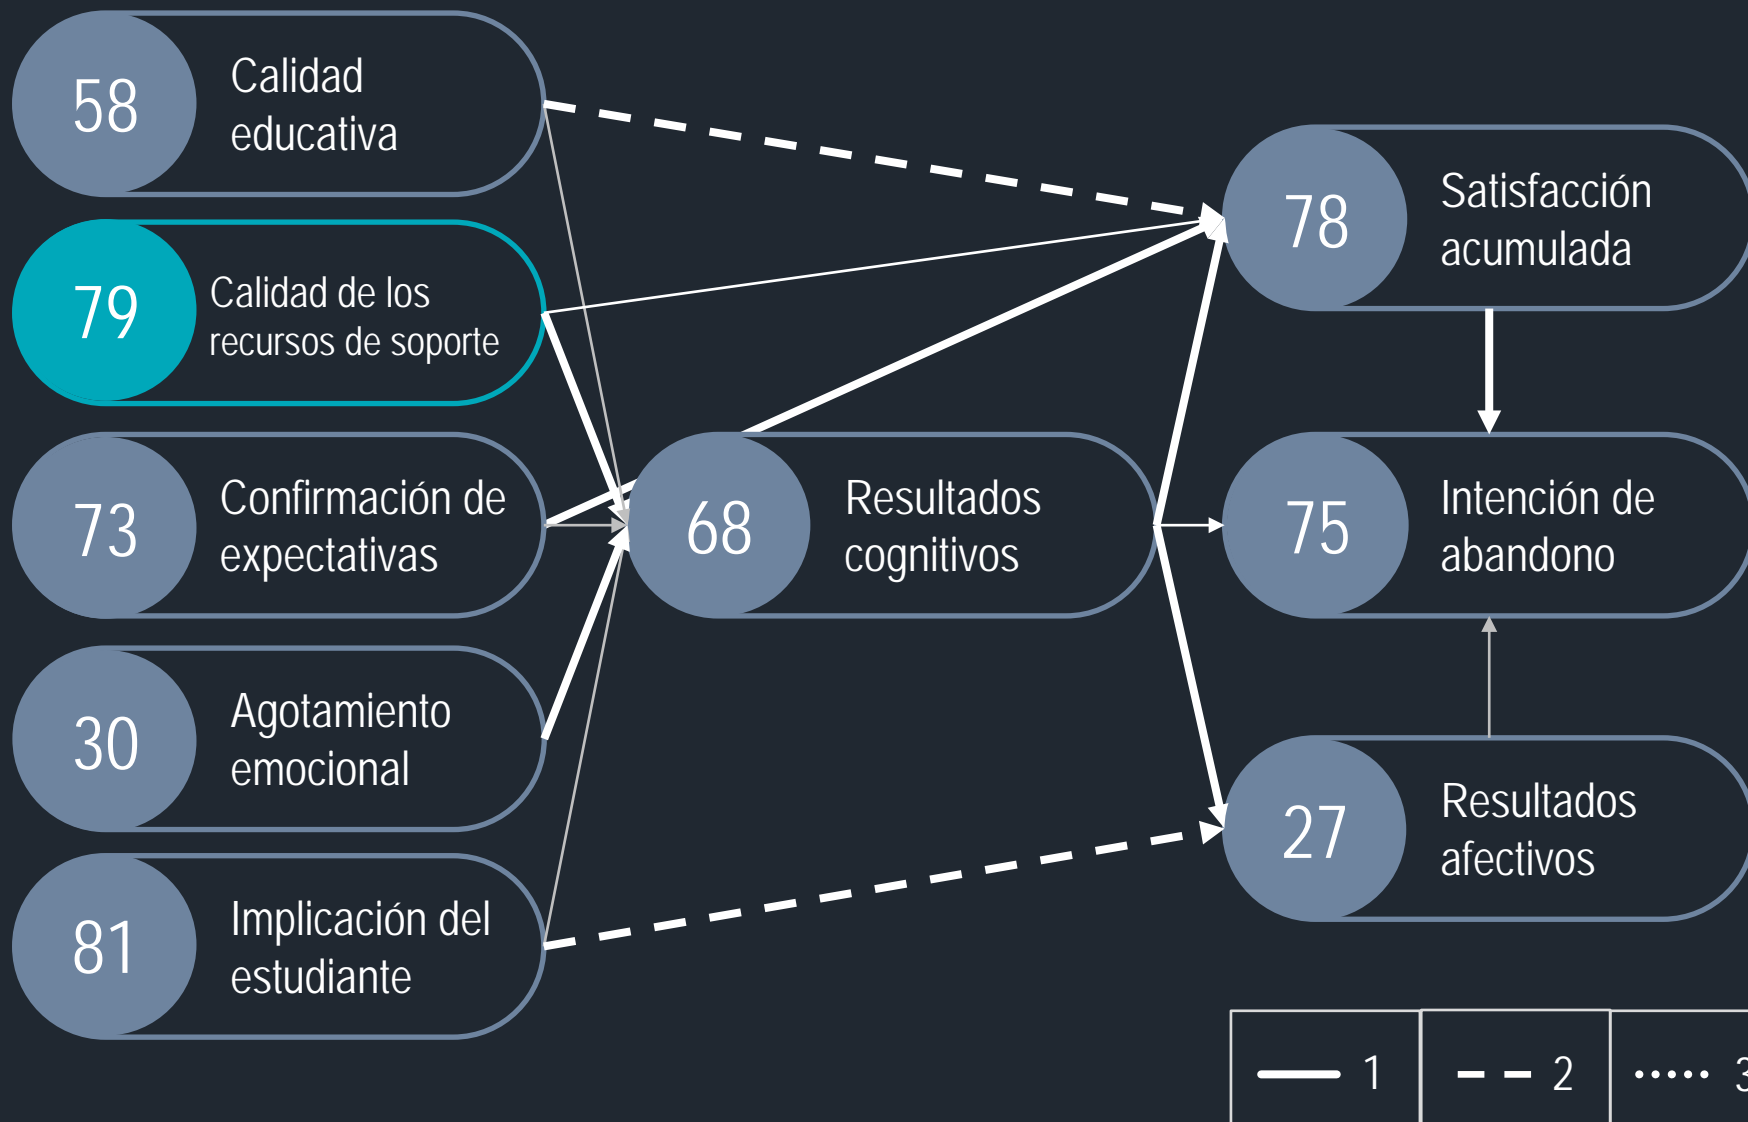 58
Calidad
educativa
79
Calidad de los
recursos de soporte
73
Confirmación de
expectativas
30
Agotamiento
emocional
81
Implicación del
estudiante
68
Resultados
cognitivos
78
Satisfacción
acumulada
75
Intención de
abandono
27
Resultados
afectivos
1
2
3